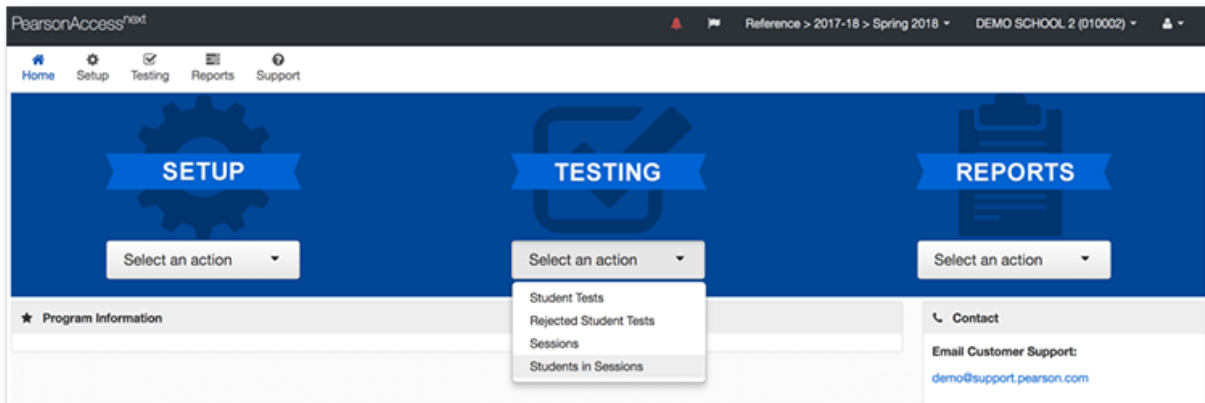 PearsonAccessnext
Reference > 2017-18 > Spring 2018
DEMO SCHOOL 2 (010002)
Home
Setup
Testing
Reports
Support
SETUP
TESTING
REPORTS
Select an action
Select an action
Select an action
Student Tests
Rejected Student Tests
Sessions
Students in Sessions
Program Information
Contact
Email Customer Support:
demo@support.pearson.com